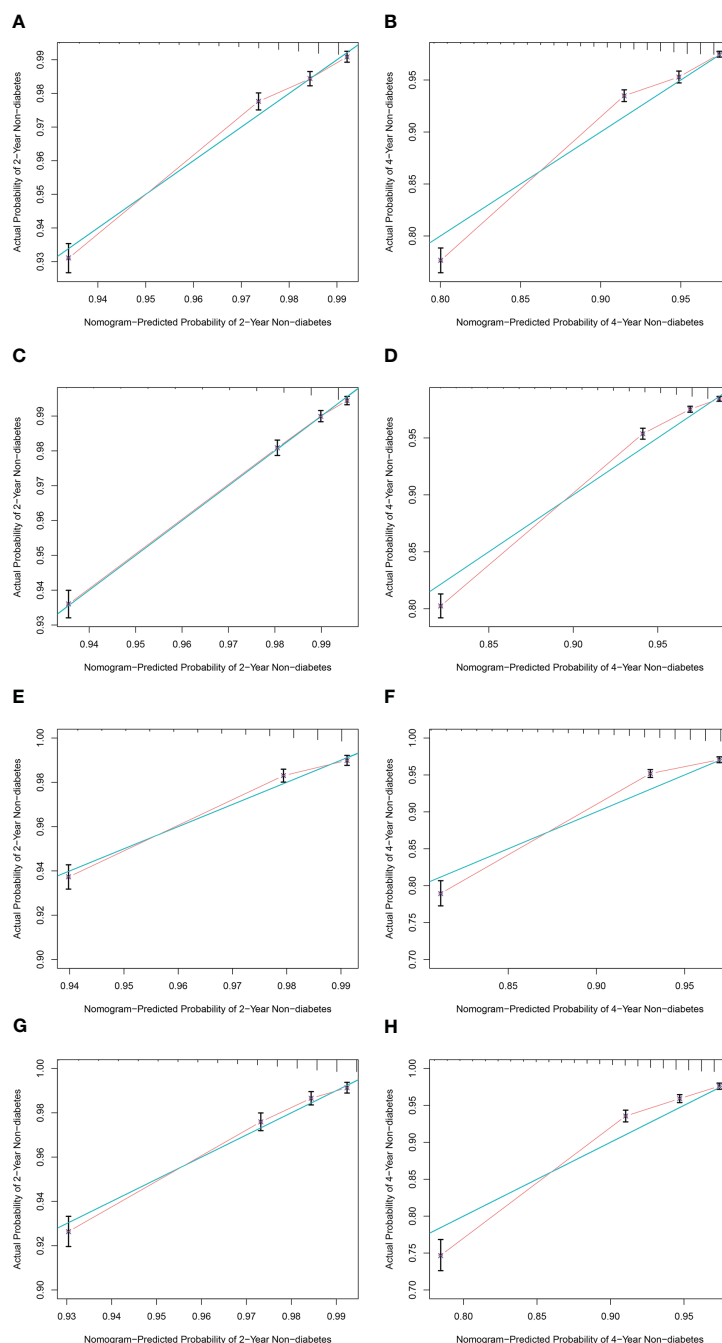 A
Actual Probability of 2−Year Non−diabetes
0.93 0.94 0.95 0.96 0.97 0.98 0.99
0.94 0.95 0.96 0.97 0.98 0.99
Nomogram−Predicted Probability of 2−Year Non−diabetes
B
Actual Probability of 4−Year Non−diabetes
0.80 0.85 0.90 0.95
0.80 0.85 0.90 0.95
Nomogram−Predicted Probability of 4−Year Non−diabetes
C
Actual Probability of 2−Year Non−diabetes
0.93 0.94 0.95 0.96 0.97 0.98 0.99
0.94 0.95 0.96 0.97 0.98 0.99
Nomogram−Predicted Probability of 2−Year Non−diabetes
D
Actual Probability of 4−Year Non−diabetes
0.80 0.85 0.90 0.95
0.85 0.90 0.95
Nomogram−Predicted Probability of 4−Year Non−diabetes
E
Actual Probability of 2−Year Non−diabetes
0.90 0.92 0.94 0.96 0.98 1.00
0.94 0.95 0.96 0.97 0.98 0.99
Nomogram−Predicted Probability of 2−Year Non−diabetes
F
Actual Probability of 4−Year Non−diabetes
0.70 0.75 0.80 0.85 0.90 0.95 1.00
0.85 0.90 0.95
Nomogram−Predicted Probability of 4−Year Non−diabetes
G
Actual Probability of 2−Year Non−diabetes
0.90 0.92 0.94 0.96 0.98 1.00
0.93 0.94 0.95 0.96 0.97 0.98 0.99
Nomogram−Predicted Probability of 2−Year Non−diabetes
H
Actual Probability of 4−Year Non−diabetes
0.70 0.75 0.80 0.85 0.90 0.95 1.00
0.80 0.85 0.90 0.95
Nomogram−Predicted Probability of 4−Year Non−diabetes